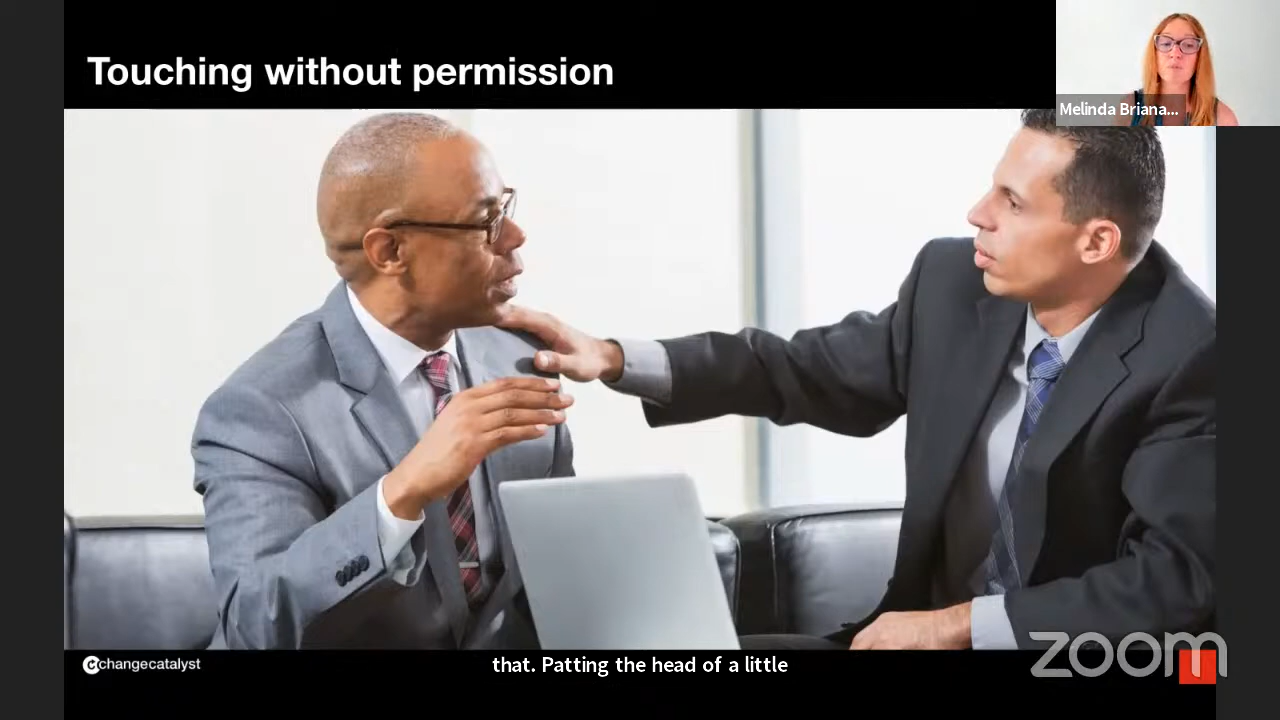 Touching without permission
Melinda Briana...
changecatalyst
that. Patting the head of a little
zoom